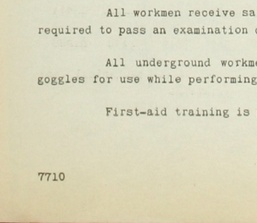 All workmen receive sa
required to pass an examination
All underground workme
goggles for use while performing
First-aid training is
7710